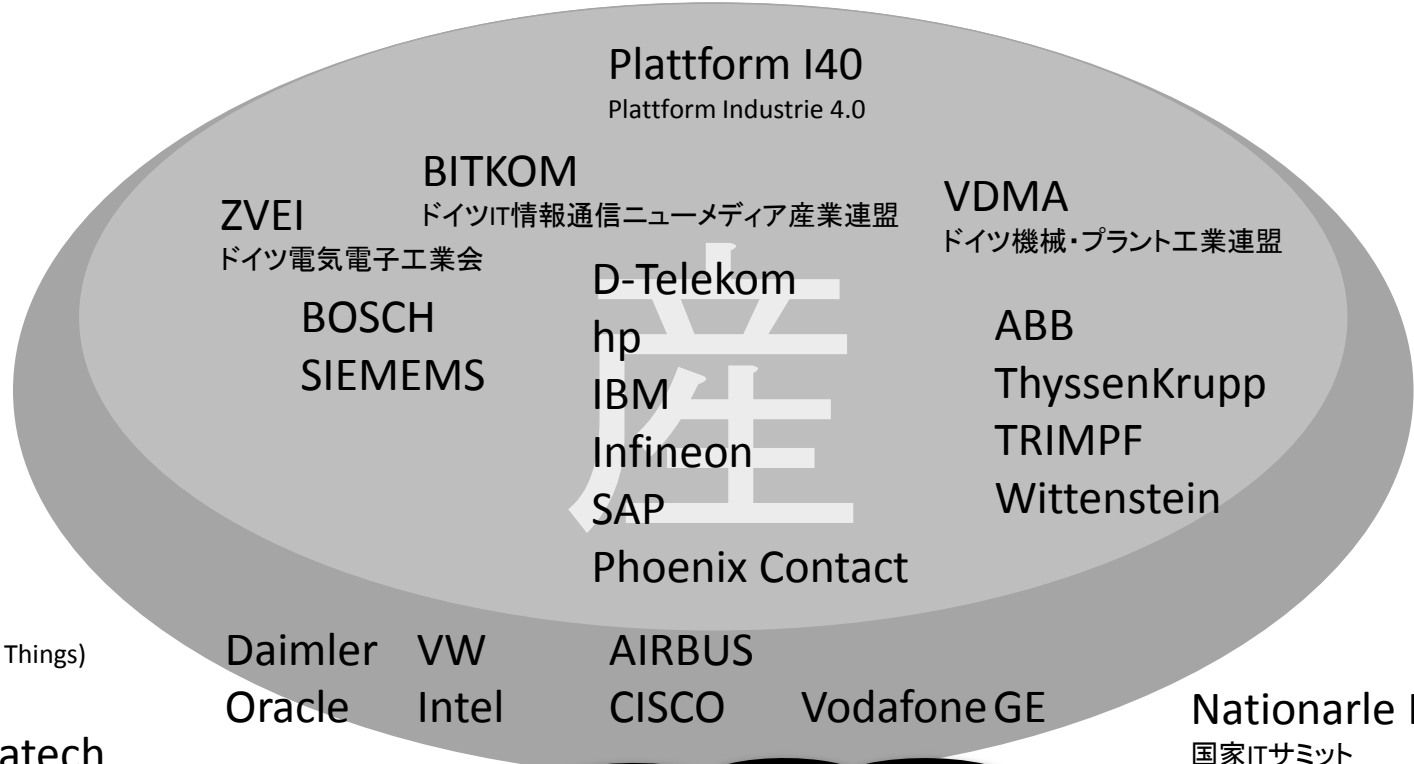 Plattform I40
Plattform Industrie 4.0
BITKOM
ドイツIT情報通信ニューメディア産業連盟
ZVEI
ドイツ電気電子工業会
VDMA
ドイツ機械・プラント工業連盟
産
BOSCH
SIEMEMS
D-Telekom
hp
IBM
Infineon
SAP
Phoenix Contact
ABB
ThyssenKrupp
TRIMPF
Wittenstein
Things)
Daimler VW AIRBUS
Oracle Intel CISCO Vodafone GE
Nationarle
国家ITサミット
atech